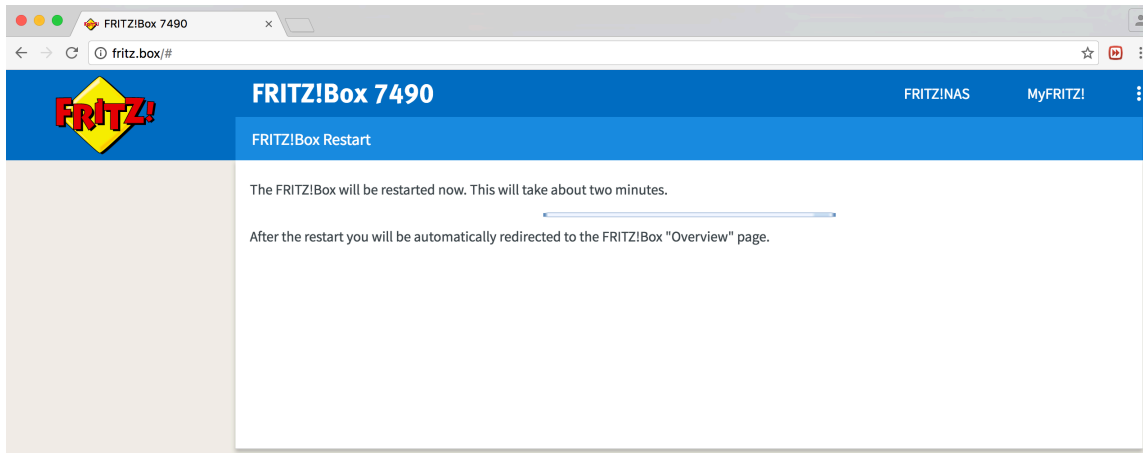 FRITZ!Box 7490
fritz.box/#
FRITZ!
FRITZ!Box 7490
FRITZ!NAS
MyFRITZ!
FRITZ!Box Restart
The FRITZ!Box will be restarted now. This will take about two minutes.
After the restart you will be automatically redirected to the FRITZ!Box "Overview" page.